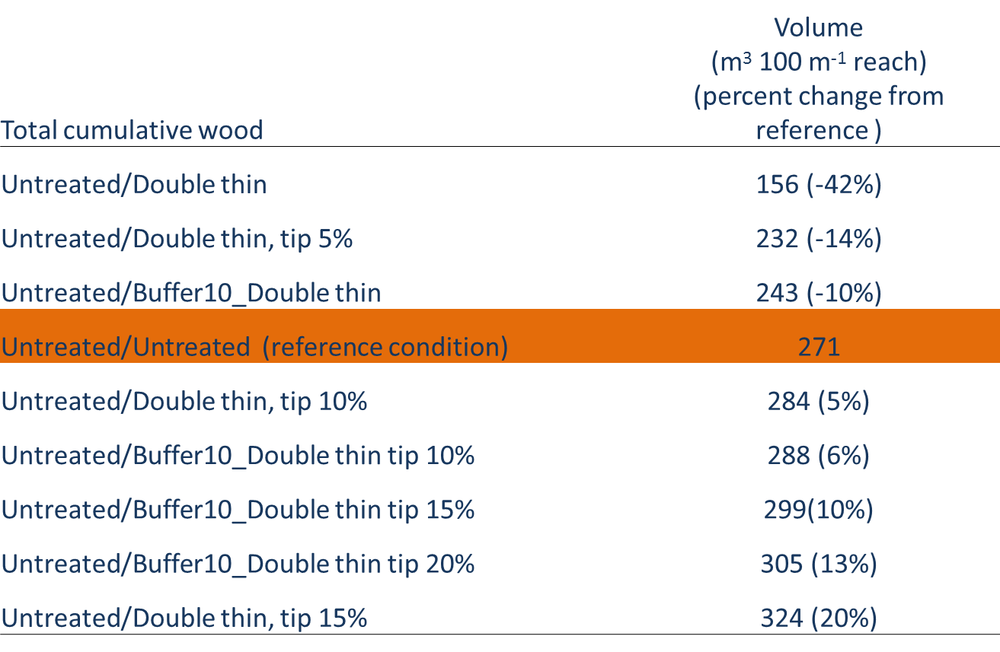 Volume
(m³ 100 m⁻¹ reach)
(percent change from
Total cumulative wood reference )
Untreated/Double thin 156 (-42%)
Untreated/Double thin, tip 5% 232 (-14%)
Untreated/Buffer10_Double thin 243 (-10%)
Untreated/Untreated (reference condition) 271
Untreated/Double thin, tip 10% 284 (5%)
Untreated/Buffer10_Double thin tip 10% 288 (6%)
Untreated/Buffer10_Double thin tip 15% 299(10%)
Untreated/Buffer10_Double thin tip 20% 305 (13%)
Untreated/Double thin, tip 15% 324 (20%)